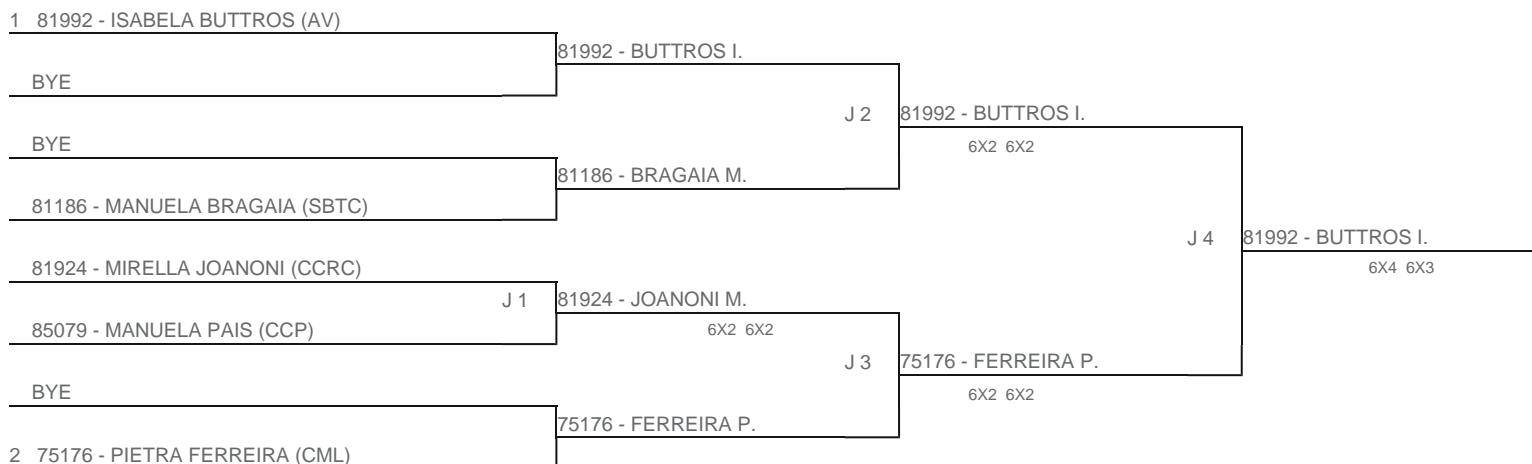 1 81992 - ISABELA BUTTROS (AV)
81992 - BUTTROS I.
BYE
J 2 81992 - BUTTROS I.
BYE
6X2 6X2
81186 - BRAGAIA M.
81186 - MANUELA BRAGAIA (SBTC)
J 4 81992 - BUTTROS I.
81924 - MIRELLA JOANONI (CCRC)
6X4 6X3
J 1 81924 - JOANONI M.
85079 - MANUELA PAIS (CCP)
6X2 6X2
J 3 75176 - FERREIRA P.
BYE
6X2 6X2
75176 - FERREIRA P.
2 75176 - PIETRA FERREIRA (CML)